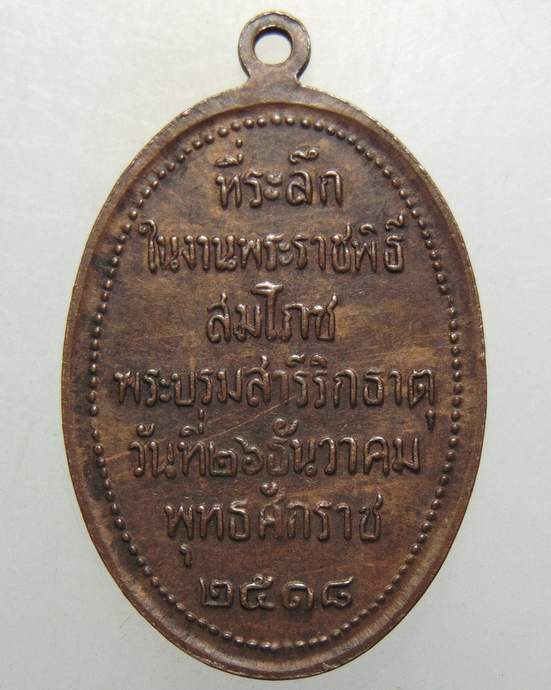 ที่ระลึก
ในงานพระราชพิธี
สมโภช
พระบรมสารีริกธาตุ
วันที่๒๖ธันวาคม
พุทธศักราช
๒๕๑๘